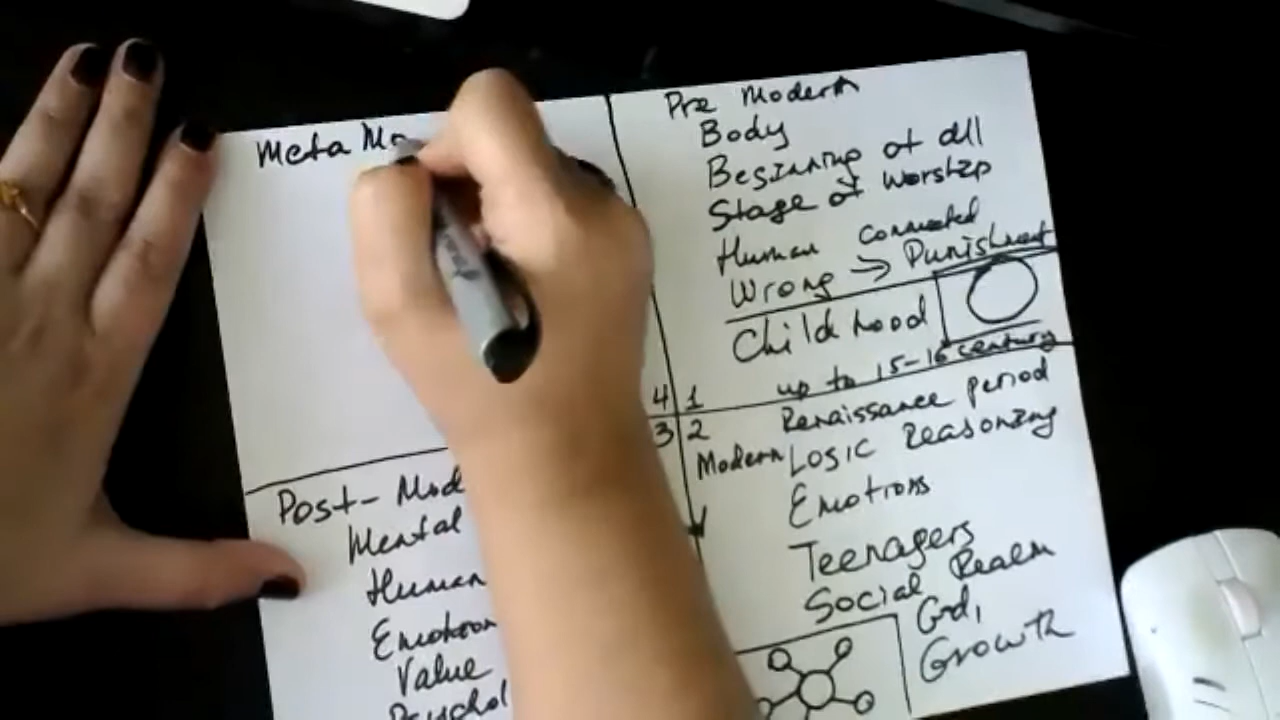 Meta Mo
Pre Modern
Body
Beginning of all
Stage of worship
Human connected
Wrong → Punishment
Childhood
up to 15-16 century
4 1
3 2
Renaissance period
Modern Logic Reasoning
Emotions
Teenagers
Social Realm
God,
Growth
Post-Mod
Mental
Human
Emotion
Value
Psychol